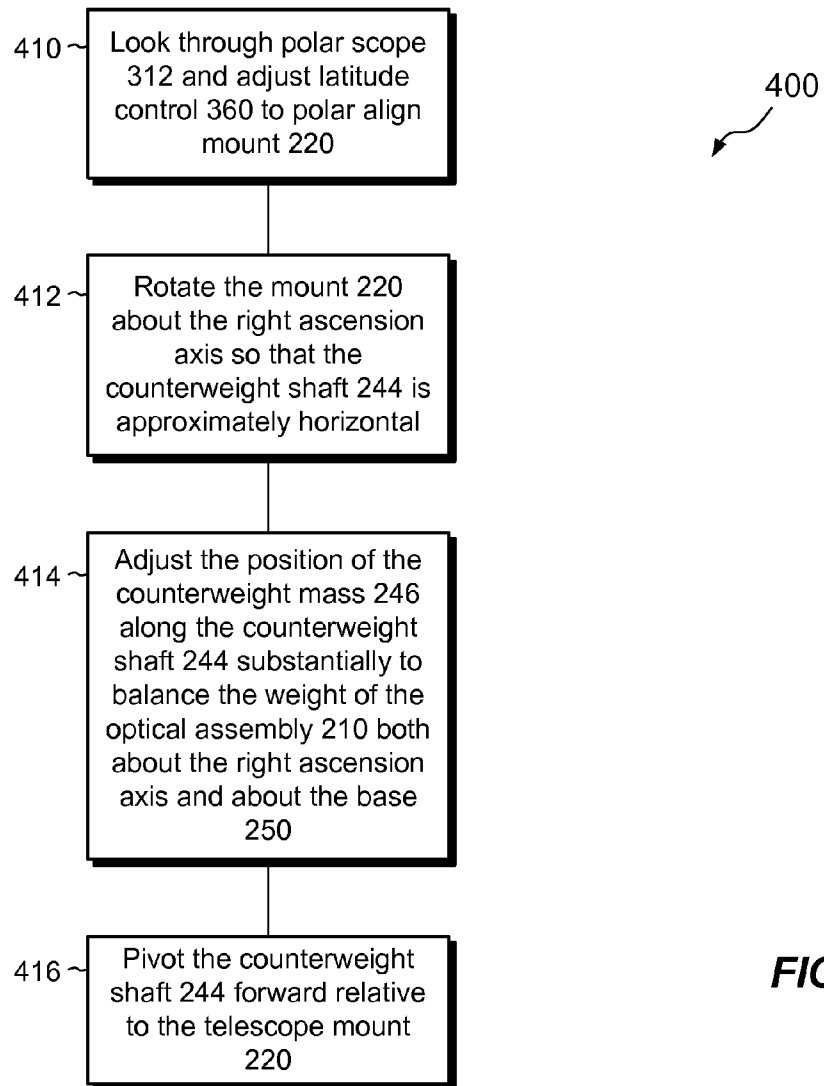 410
Look through polar scope
312 and adjust latitude
control 360 to polar align
mount 220
400
412
Rotate the mount 220
about the right ascension
axis so that the
counterweight shaft 244 is
approximately horizontal
414
Adjust the position of the
counterweight mass 246
along the counterweight
shaft 244 substantially to
balance the weight of the
optical assembly 210 both
about the right ascension
axis and about the base
250
416
Pivot the counterweight
shaft 244 forward relative
to the telescope mount
220